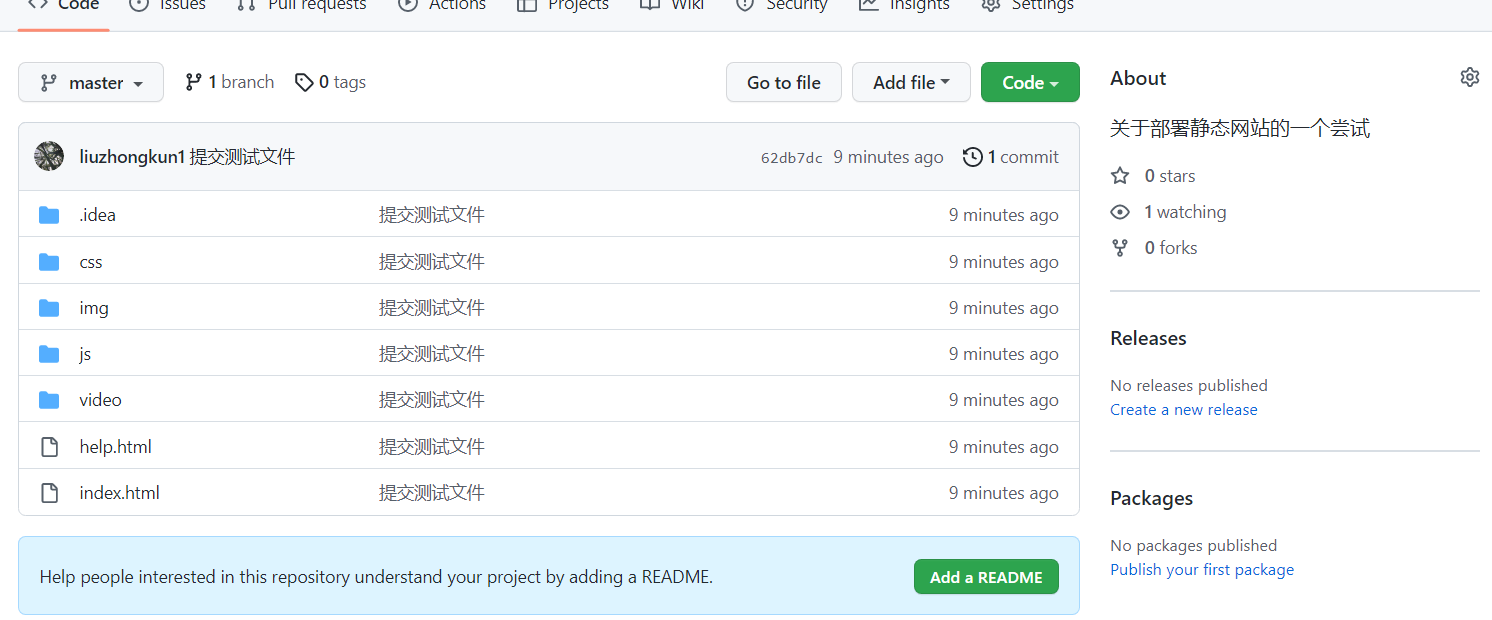 Code Issues Pull requests Actions Projects Wiki Security Insights Settings
master 1 branch 0 tags Go to file Add file Code
liuzhongkun1 提交测试文件 62db7dc 9 minutes ago 1 commit
.idea 提交测试文件 9 minutes ago
css 提交测试文件 9 minutes ago
img 提交测试文件 9 minutes ago
js 提交测试文件 9 minutes ago
video 提交测试文件 9 minutes ago
help.html 提交测试文件 9 minutes ago
index.html 提交测试文件 9 minutes ago
Help people interested in this repository understand your project by adding a README. Add a README
About
关于部署静态网站的一个尝试
0 stars
1 watching
0 forks
Releases
No releases published
Create a new release
Packages
No packages published
Publish your first package